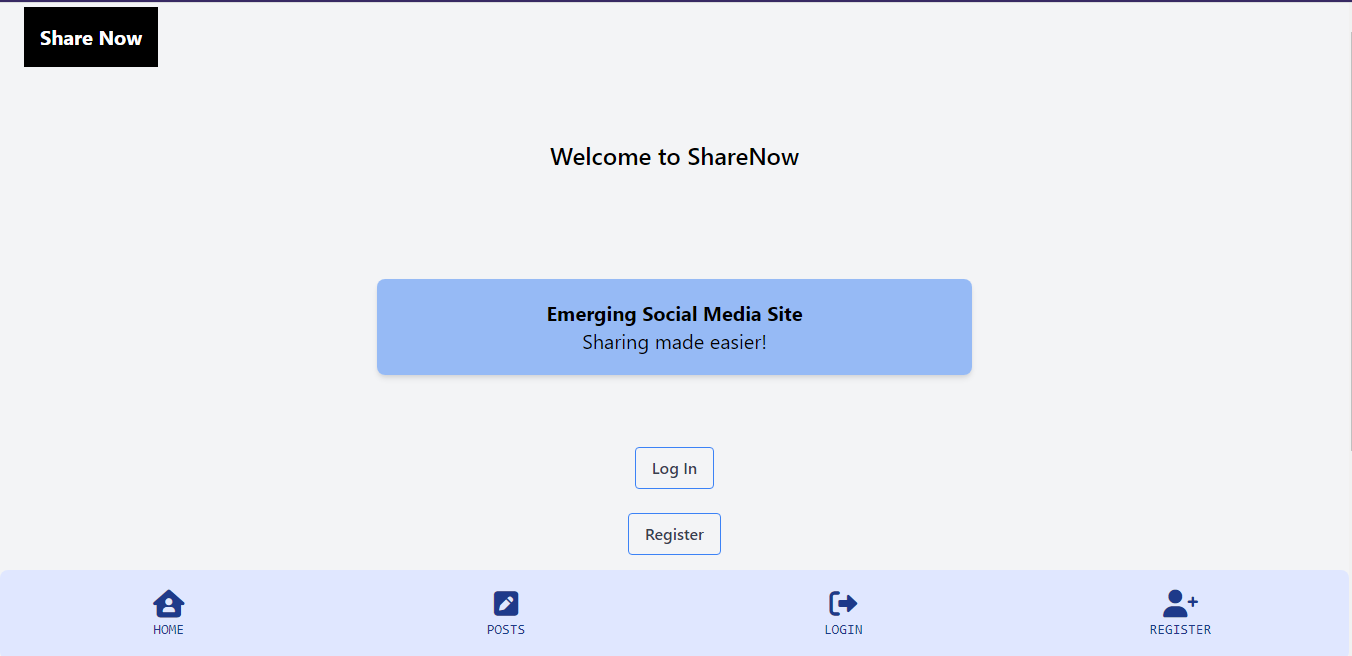 Share Now
Welcome to ShareNow
Emerging Social Media Site
Sharing made easier!
Log In
Register
HOME
POSTS
LOGIN
REGISTER